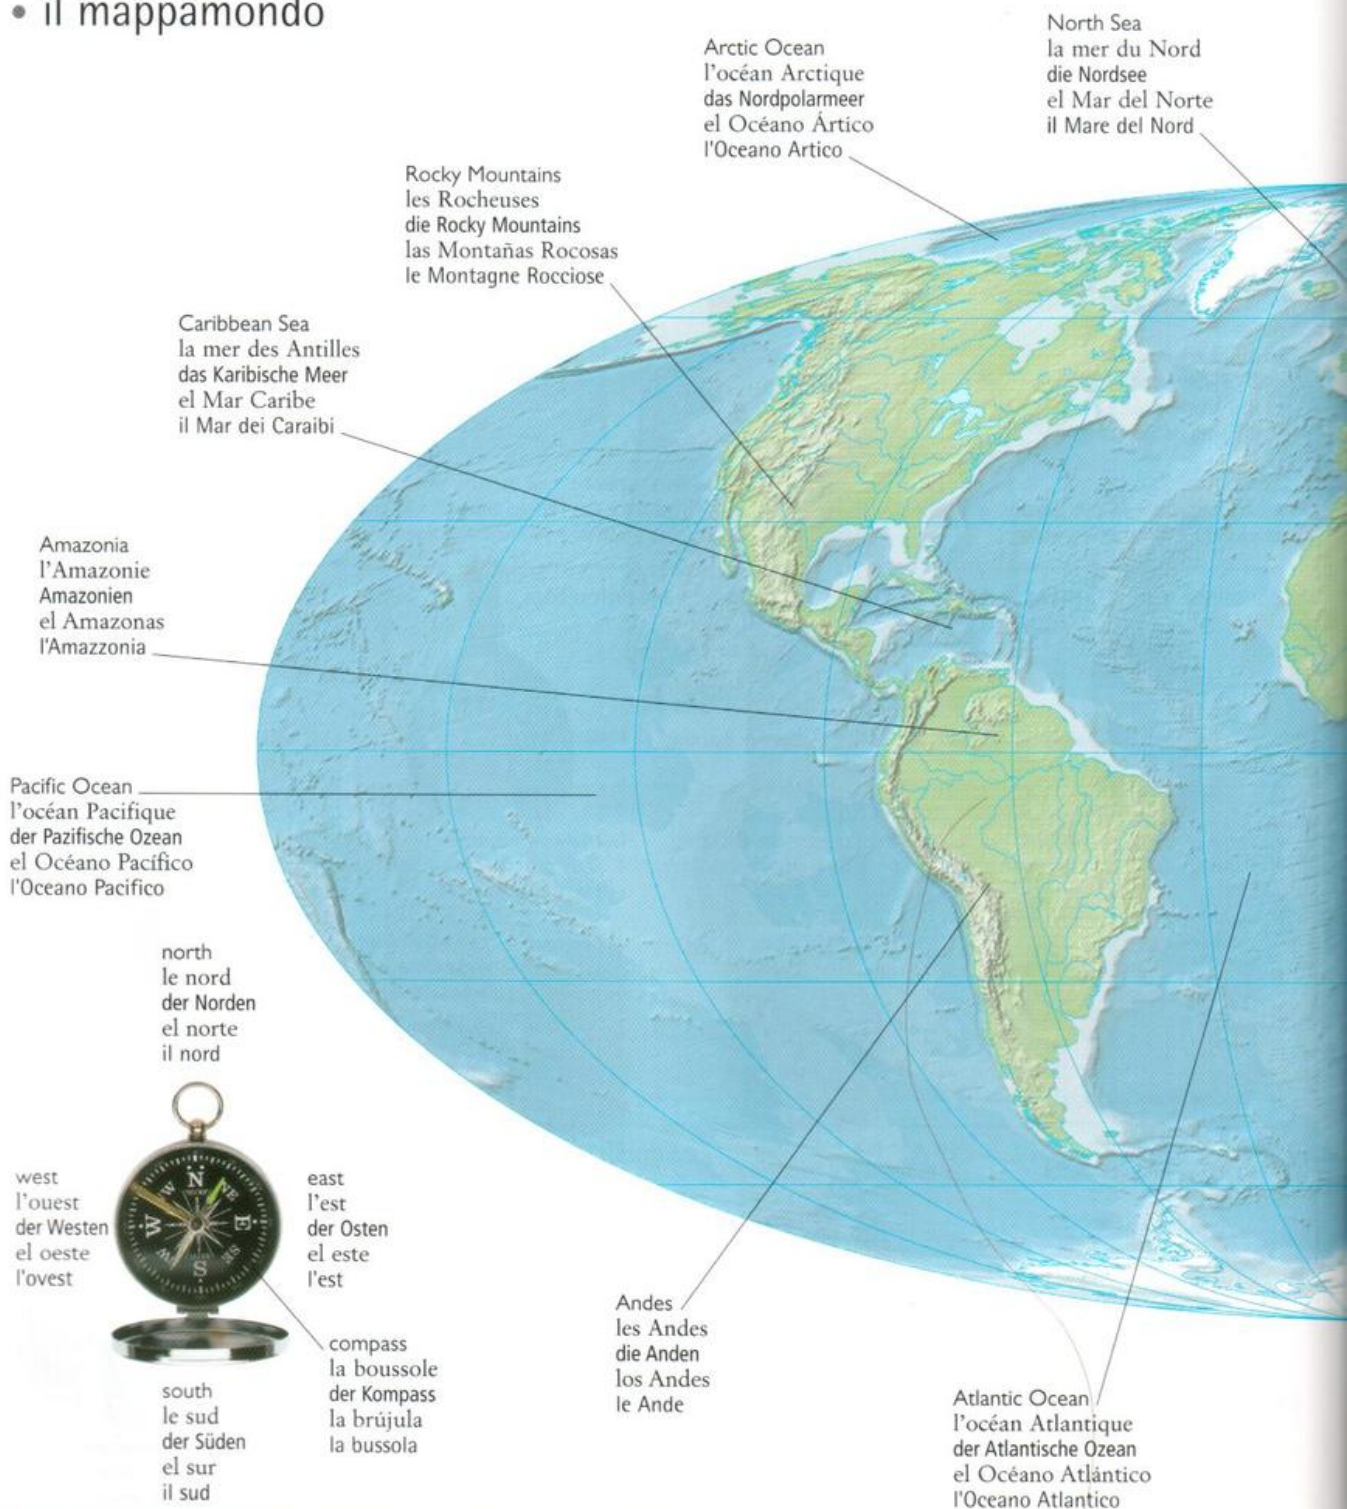 • il mappamondo
North Sea
la mer du Nord
die Nordsee
el Mar del Norte
il Mare del Nord
Arctic Ocean
l'océan Arctique
das Nordpolarmeer
el Océano Ártico
l'Oceano Artico
Rocky Mountains
les Rocheuses
die Rocky Mountains
las Montañas Rocosas
le Montagne Rocciose
Caribbean Sea
la mer des Antilles
das Karibische Meer
el Mar Caribe
il Mar dei Caraibi
Amazonia
l'Amazonie
Amazonien
el Amazonas
l'Amazzonia
Pacific Ocean
l'océan Pacifique
der Pazifische Ozean
el Océano Pacífico
l'Oceano Pacifico
north
le nord
der Norden
el norte
il nord
west
l'ouest
der Westen
el oeste
l'ovest
N
NE
E
SE
S
W
east
l'est
der Osten
el este
l'est
compass
la boussole
der Kompass
la brújula
la bussola
south
le sud
der Süden
el sur
il sud
Andes
les Andes
die Anden
los Andes
le Ande
Atlantic Ocean
l'océan Atlantique
der Atlantische Ozean
el Océano Atlántico
l'Oceano Atlantico